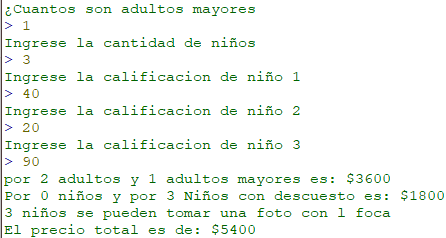 ¿Cuantos son adultos mayores
> 1
Ingrese la cantidad de niños
> 3
Ingrese la calificacion de niño 1
> 40
Ingrese la calificacion de niño 2
> 20
Ingrese la calificacion de niño 3
> 90
por 2 adultos y 1 adultos mayores es: $3600
Por 0 niños y por 3 Niños con descuesto es: $1800
3 niños se pueden tomar una foto con l foca
El precio total es de: $5400